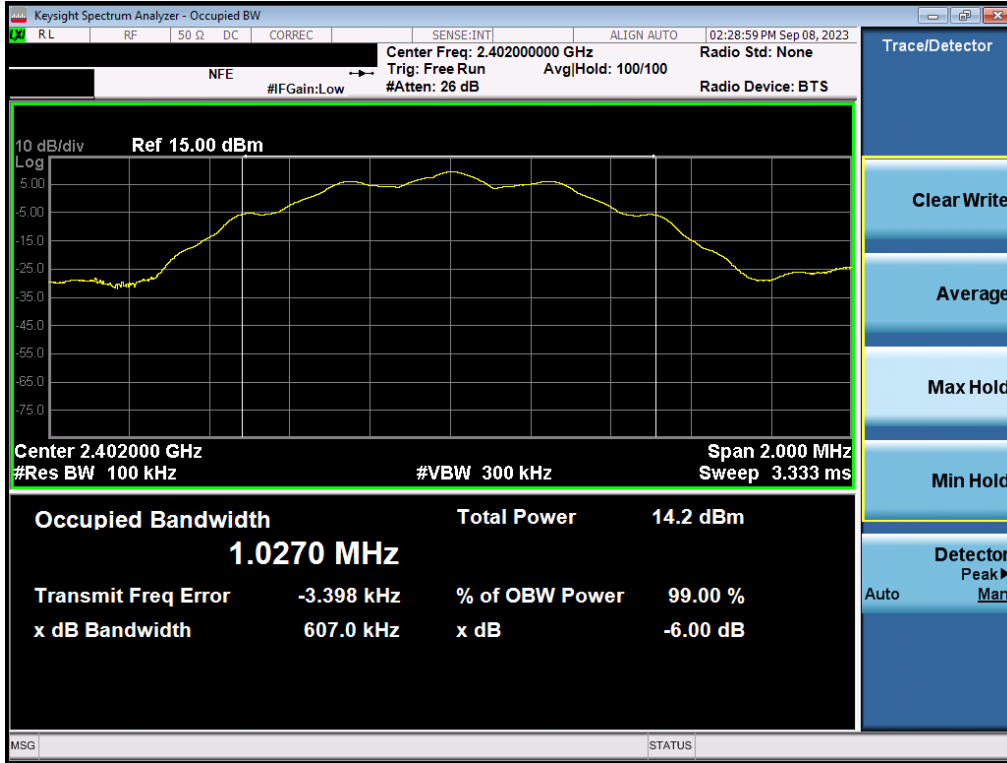 Keysight Spectrum Analyzer - Occupied BW
LXI RL RF 50 Ω DC CORREC SENSE:INT ALIGN AUTO 02:28:59 PM Sep 08, 2023
Center Freq: 2.402000000 GHz Radio Std: None
NFE Trig: Free Run Avg|Hold: 100/100
#IFGain:Low #Atten: 26 dB Radio Device: BTS
10 dB/div Ref 15.00 dBm
Log
5.00
-5.00
-15.0
-25.0
-35.0
-45.0
-55.0
-65.0
-75.0
Center 2.402000 GHz Span 2.000 MHz
#Res BW 100 kHz #VBW 300 kHz Sweep 3.333 ms
Occupied Bandwidth Total Power 14.2 dBm
1.0270 MHz
Transmit Freq Error -3.398 kHz % of OBW Power 99.00 %
x dB Bandwidth 607.0 kHz x dB -6.00 dB
MSG STATUS
Trace/Detector
Clear Write
Average
Max Hold
Min Hold
Detector
Peak▶
Auto Man